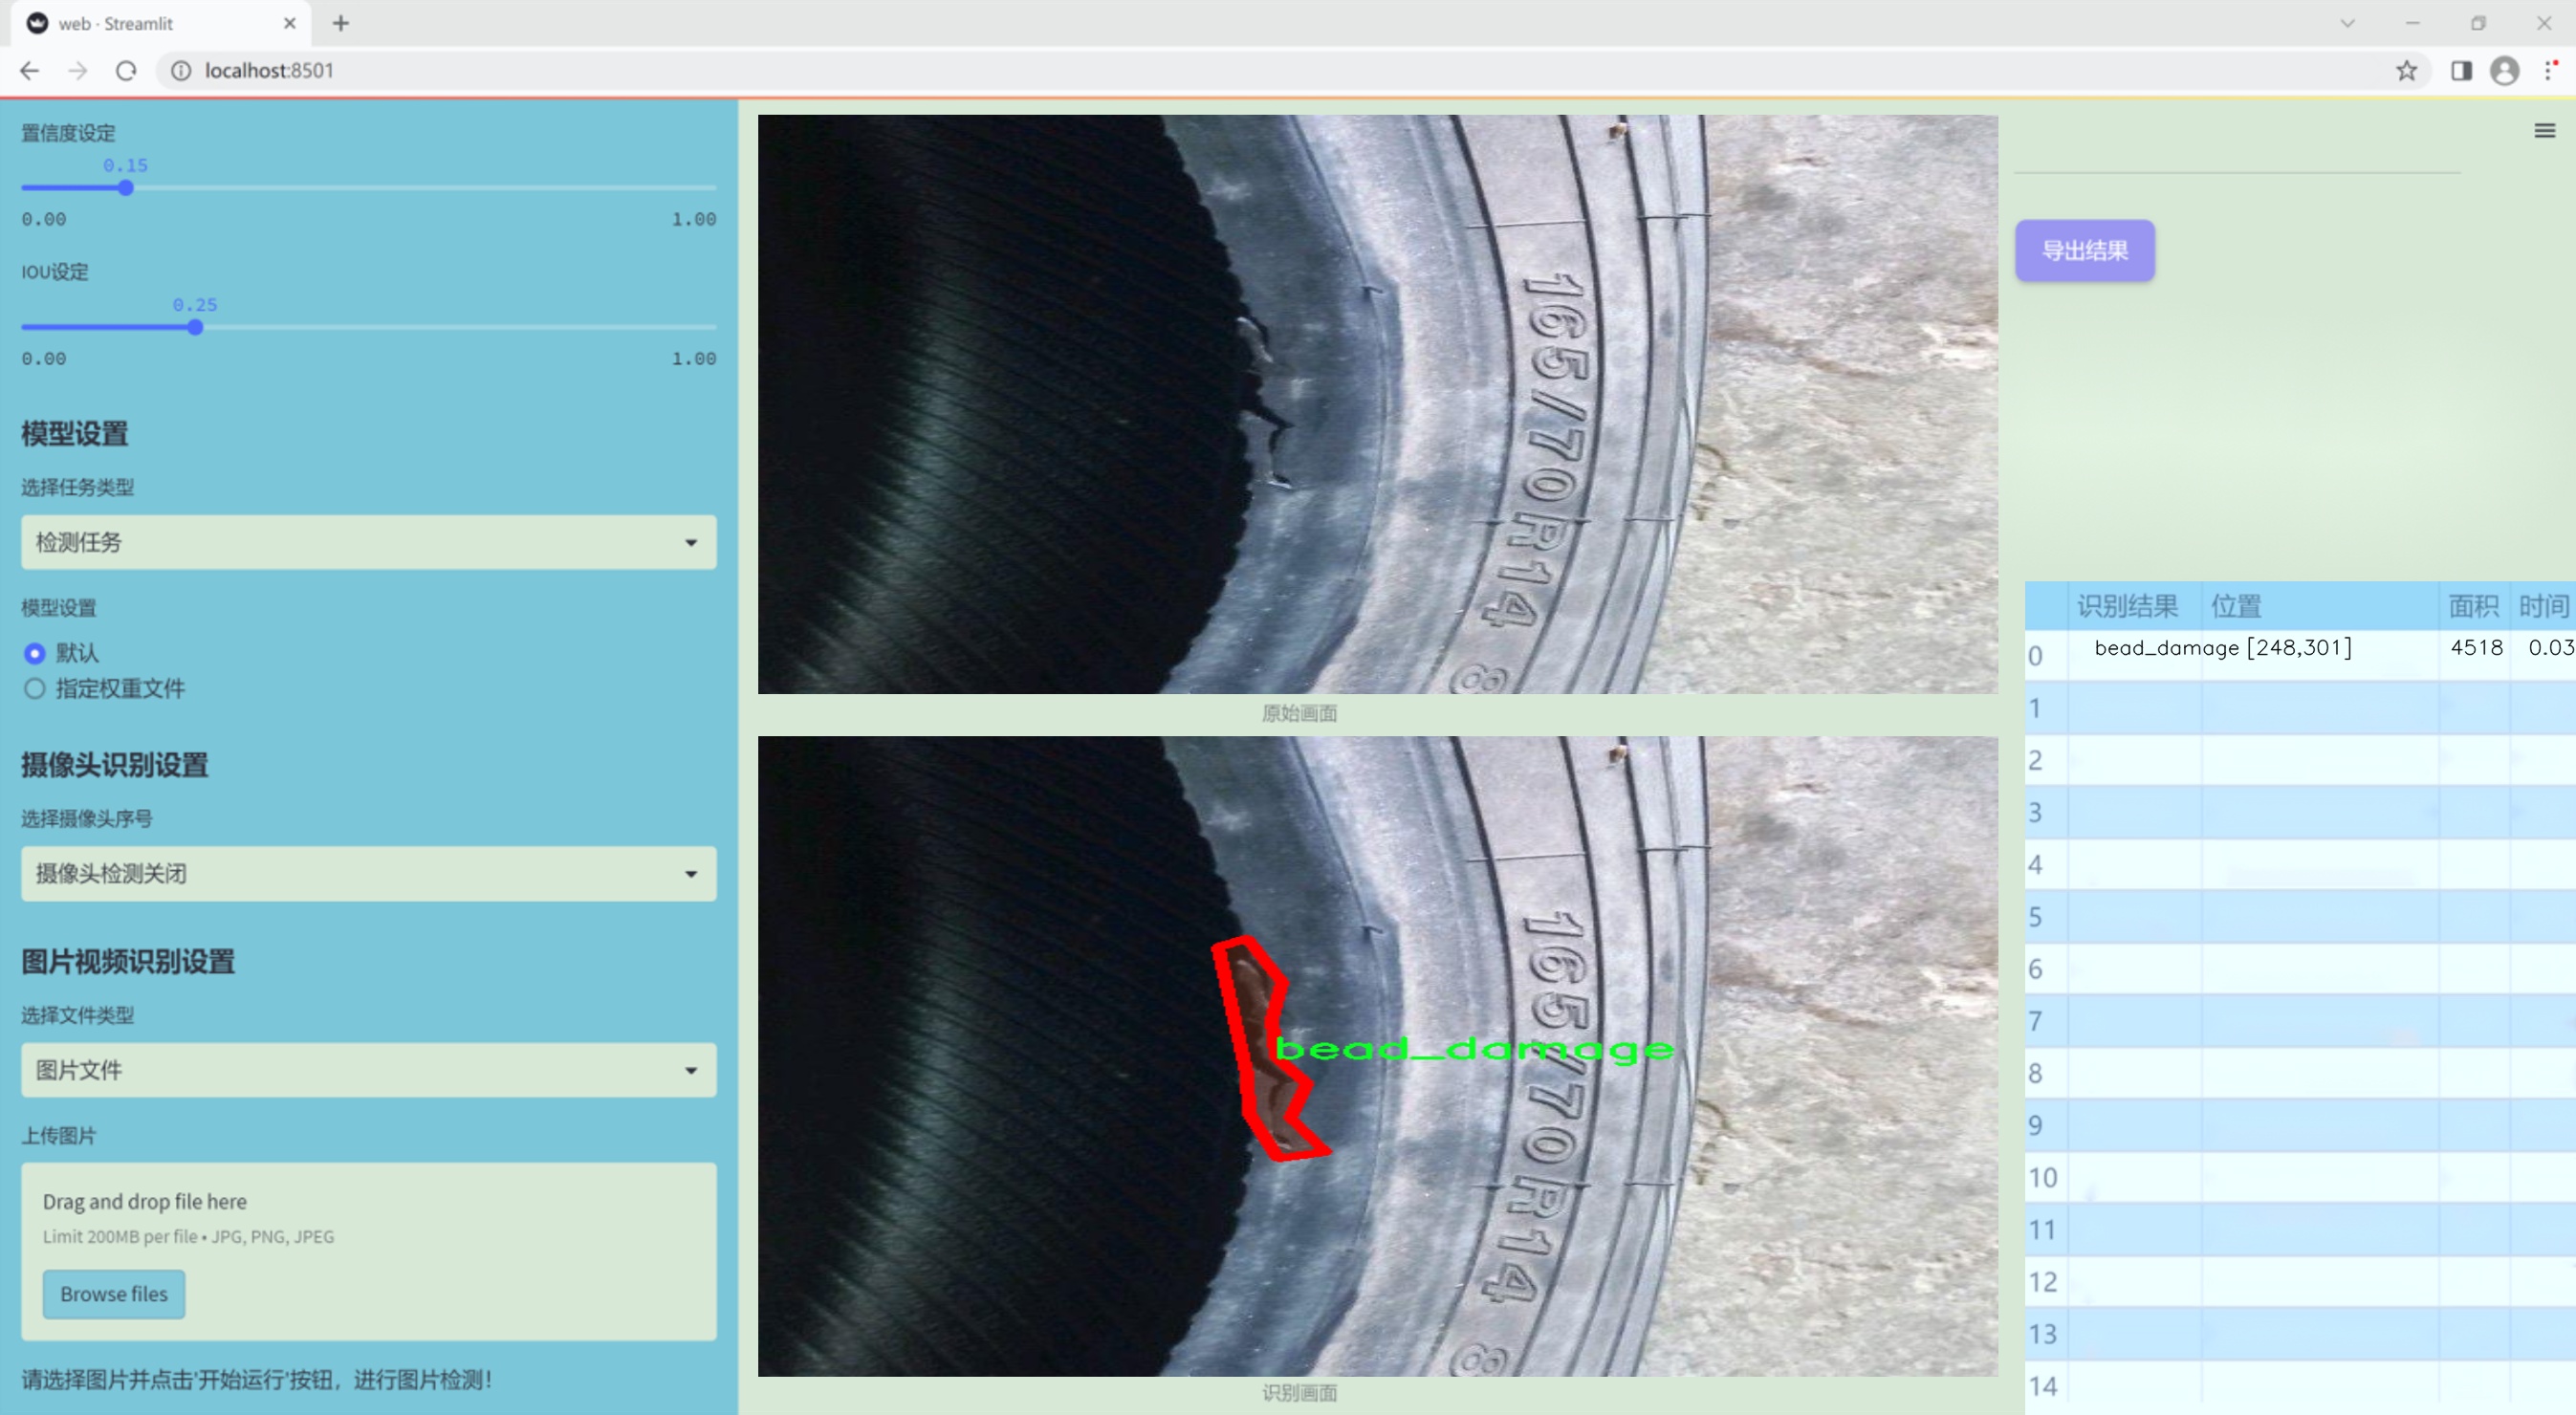 web · Streamlit
localhost:8501
置信度设定
0.15
0.00 1.00
IOU设定
0.25
0.00 1.00
模型设置
选择任务类型
检测任务
模型设置
默认
指定权重文件
摄像头识别设置
选择摄像头序号
摄像头检测关闭
图片视频识别设置
选择文件类型
图片文件
上传图片
Drag and drop file here
Limit 200MB per file • JPG, PNG, JPEG
Browse files
请选择图片并点击'开始运行'按钮，进行图片检测!
165/70R14 8
原始画面
bead_damage
165/70R14 8
识别画面
导出结果
识别结果 位置 面积 时间
0 bead_damage [248,301] 4518 0.03
1
2
3
4
5
6
7
8
9
10
11
12
13
14